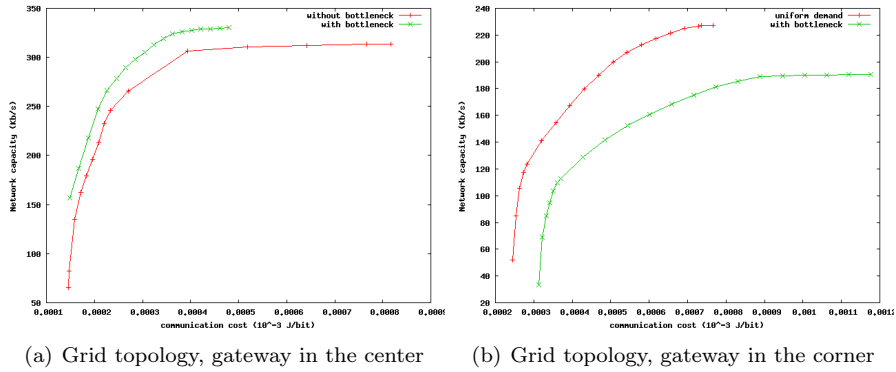 350
300
250
200
150
100
50
Network capacity (Kb/s)
without bottleneck
with bottleneck
0,0001 0,0002 0,0003 0,0004 0,0005 0,0006 0,0007 0,0008 0,0009
communication cost (10^-3 J/bit)
(a) Grid topology, gateway in the center
240
220
200
180
160
140
120
100
80
60
40
20
Network capacity (Kb/s)
uniform demand
with bottleneck
0,0002 0,0003 0,0004 0,0005 0,0006 0,0007 0,0008 0,0009 0,001 0,0011 0,0012
communication cost (10^-3 J/bit)
(b) Grid topology, gateway in the corner